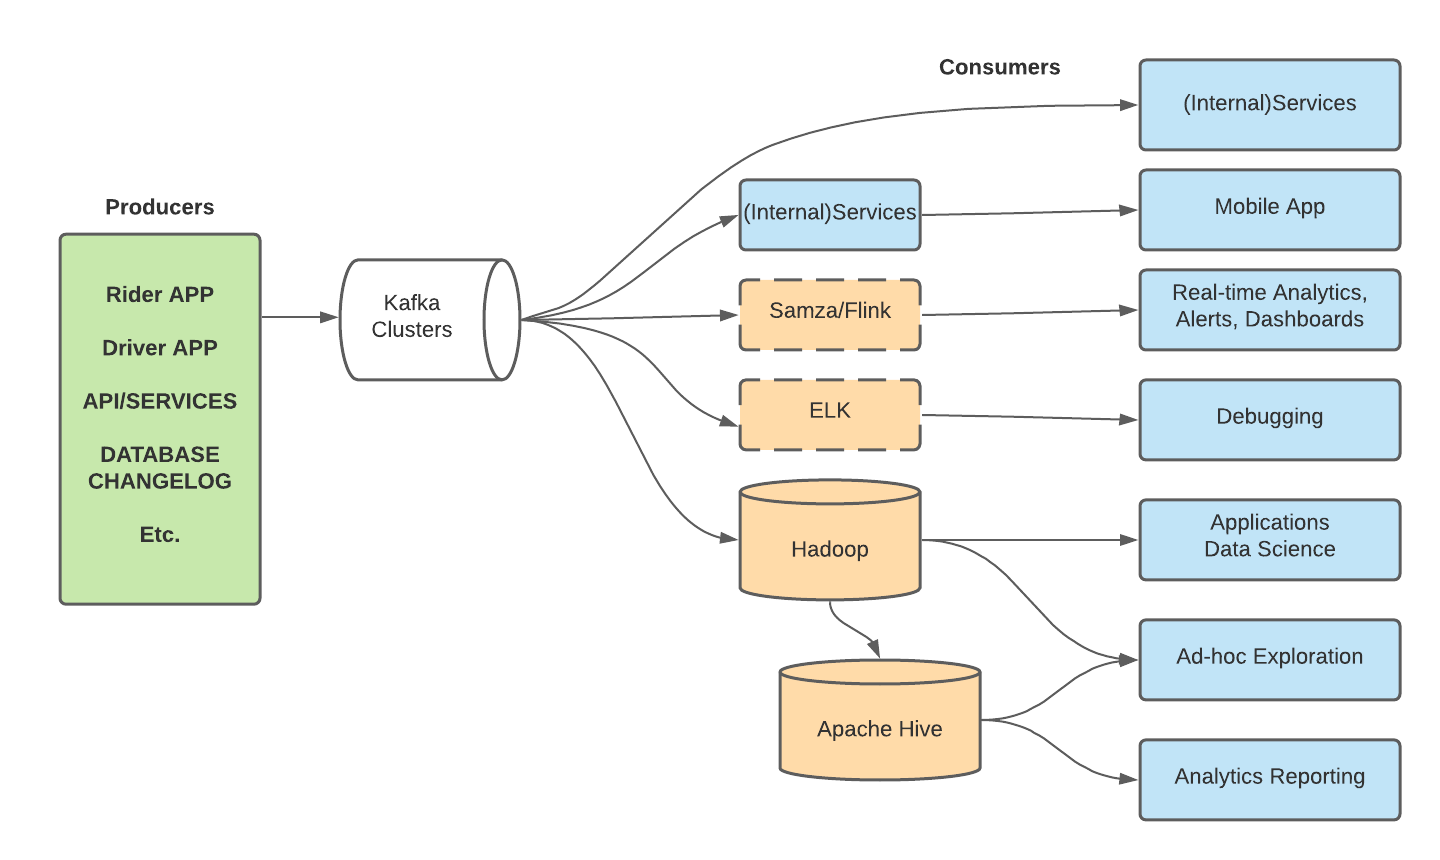 Consumers
(Internal)Services
Producers
(Internal)Services
Mobile App
Rider APP
Driver APP
API/SERVICES
DATABASE
CHANGELOG
Etc.
Kafka
Clusters
Samza/Flink
Real-time Analytics,
Alerts, Dashboards
ELK
Debugging
Hadoop
Applications
Data Science
Ad-hoc Exploration
Apache Hive
Analytics Reporting